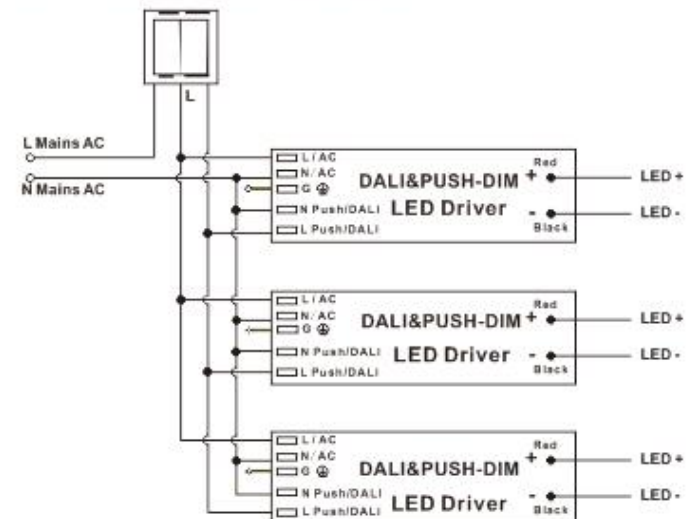 L
L Mains AC
N Mains AC
L / AC
N/ AC
G
N Push/DALI
L Push/DALI
DALI&PUSH-DIM
LED Driver
Red
+
-
Black
LED +
LED -
L / AC
N/ AC
G
N Push/DALI
L Push/DALI
DALI&PUSH-DIM
LED Driver
Red
+
-
Black
LED +
LED -
L / AC
N/ AC
G
N Push/DALI
L Push/DALI
DALI&PUSH-DIM
LED Driver
Red
+
-
Black
LED +
LED -